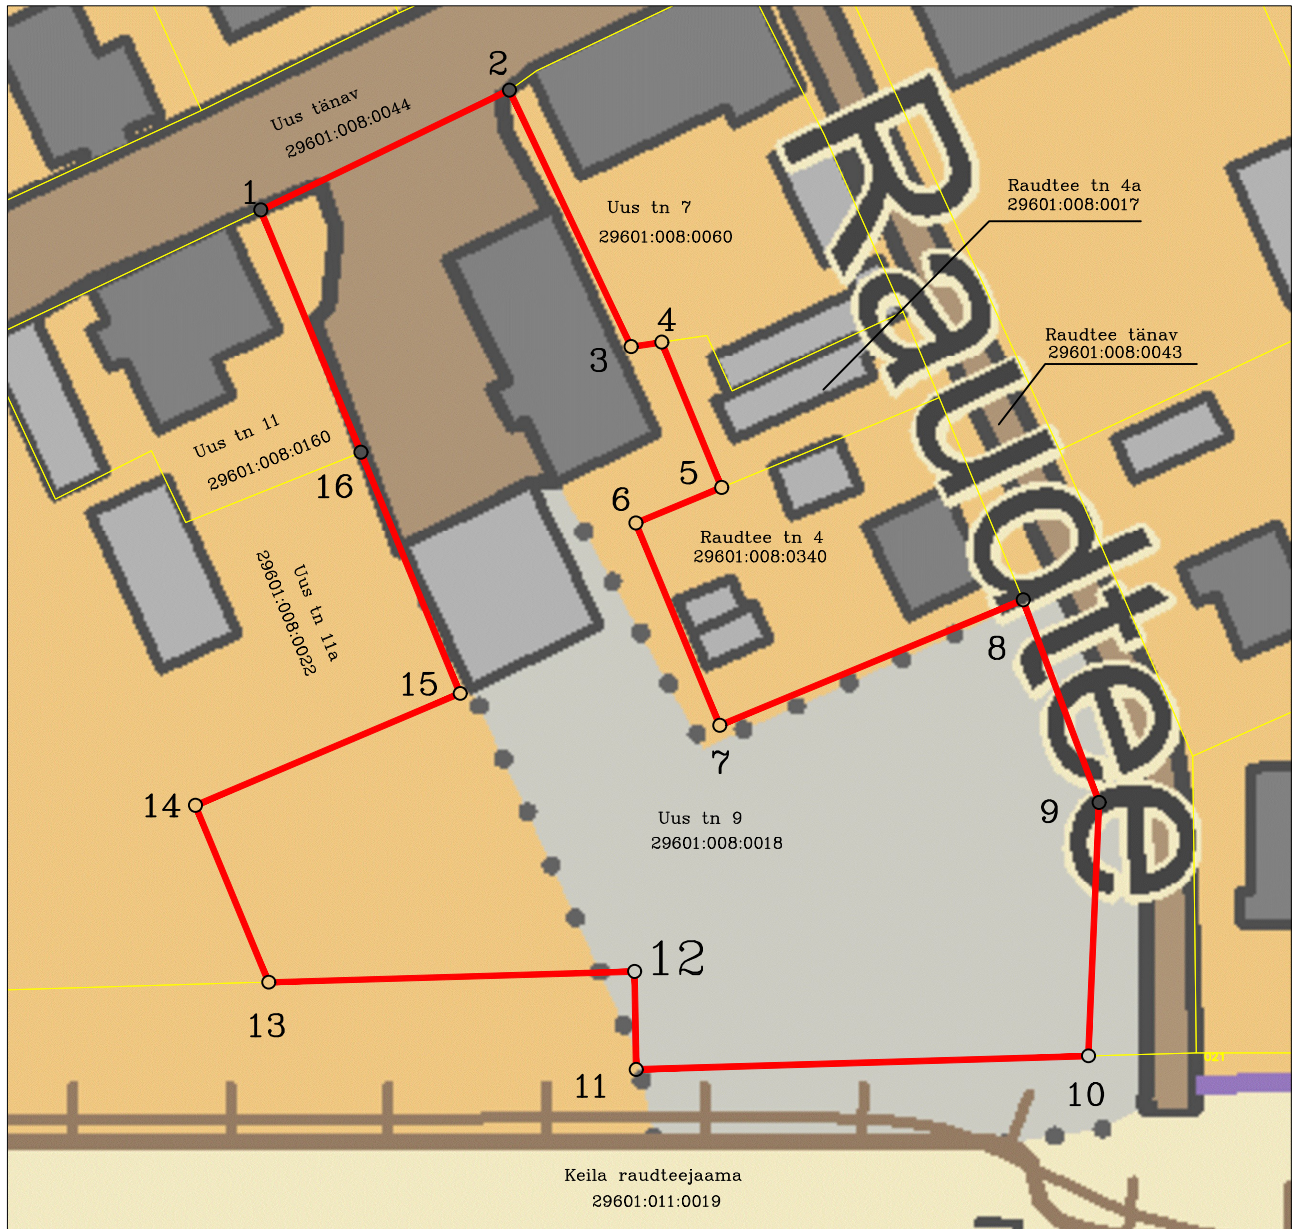 2
Uus tänav
29601:008:0044
1
Uus tn 7
29601:008:0060
Raudtee tn 4a
29601:008:0017
Raudtee
4
3
Raudtee tänav
29601:008:0043
Uus tn 11
29601:008:0160
16
5
6
Raudtee tn 4
29601:008:0340
Uus tn 11a
29601:008:0022
8
15
7
14
Uus tn 9
29601:008:0018
9
12
13
021
11
10
Keila raudteejaama
29601:011:0019